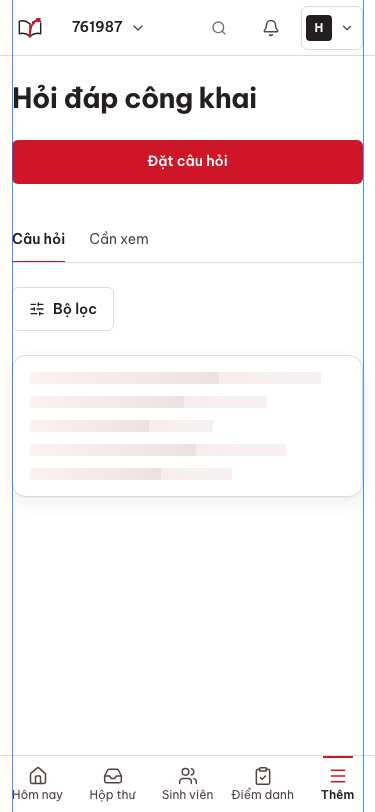 761987
H
Hỏi đáp công khai
Đặt câu hỏi
Câu hỏi Cần xem
Bộ lọc
Hôm nay Hộp thư Sinh viên Điểm danh Thêm